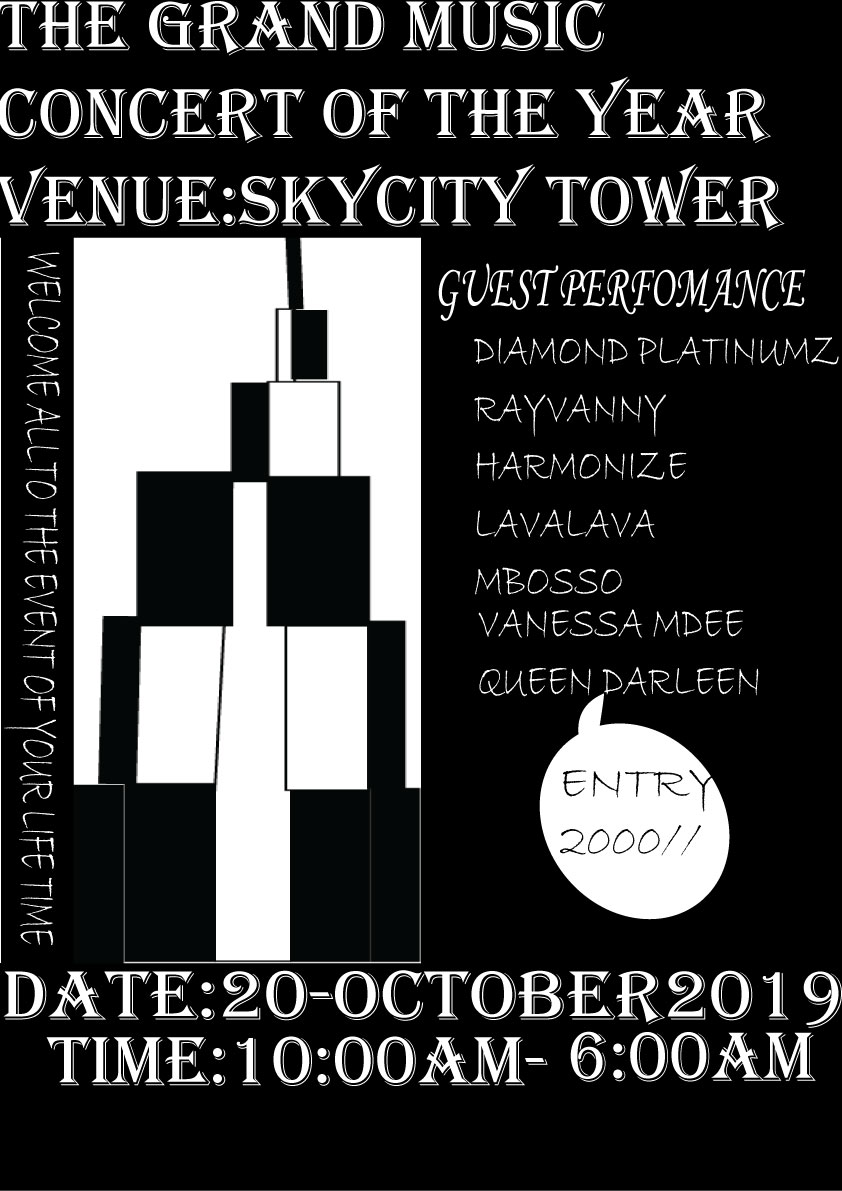 THE GRAND MUSIC
CONCERT OF THE YEAR
VENUE:SKYCITY TOWER
WELCOME ALLTO THE EVENT OF YOUR LIFE TIME
GUEST PERFOMANCE
DIAMOND PLATINUMZ
RAYVANNY
HARMONIZE
LAVALAVA
MBOSSO
VANESSA MDEE
QUEEN DARLEEN
ENTRY
2000//
DATE:20-OCTOBER2019
TIME:10:00AM- 6:00AM